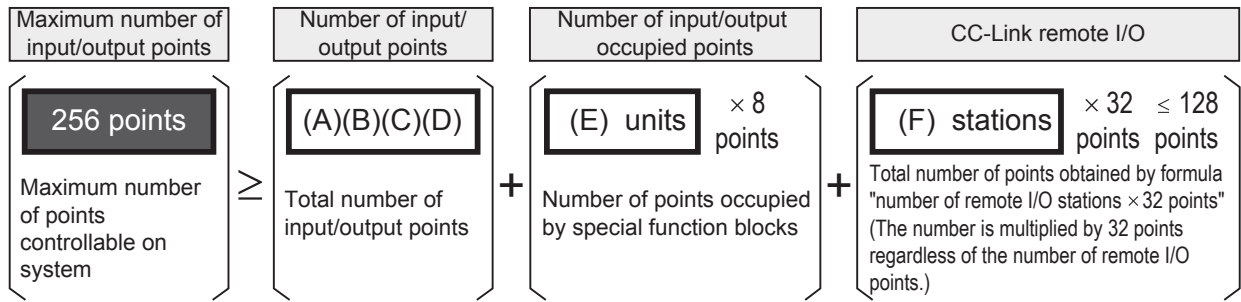 Maximum number of
input/output points
Number of input/
output points
Number of input/output
occupied points
CC-Link remote I/O
256 points
(A)(B)(C)(D)
(E) units
× 8
points
(F) stations
× 32
points
≤ 128
points
Maximum number
of points
controllable on
system
≥
Total number of
input/output points
+
Number of points occupied
by special function blocks
+
Total number of points obtained by formula
"number of remote I/O stations × 32 points"
(The number is multiplied by 32 points
regardless of the number of remote I/O
points.)